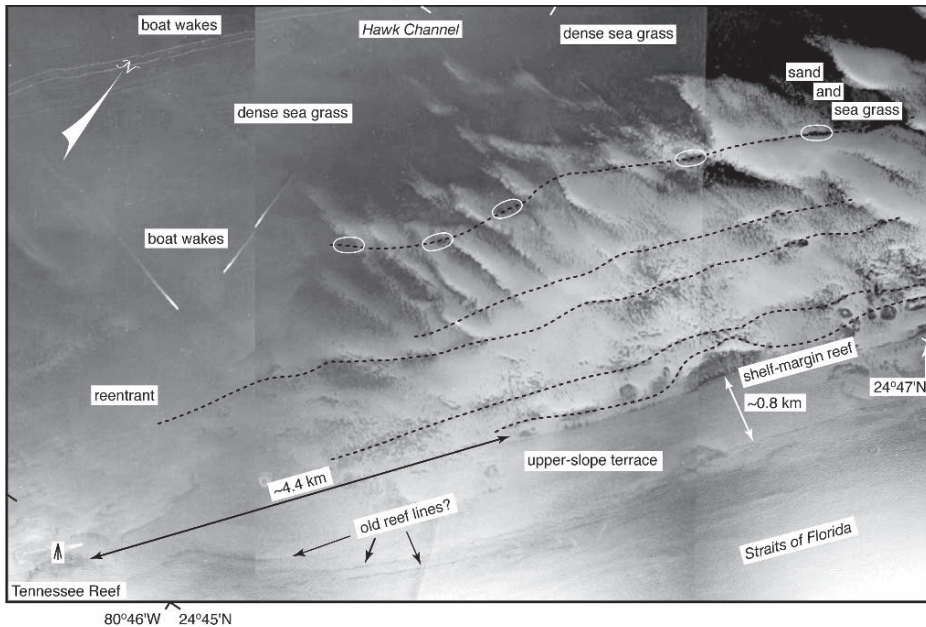 boat wakes
Hawk Channel
dense sea grass
sand
and
sea grass
N
dense sea grass
boat wakes
shelf-margin reef
24°47'N
reentrant
~0.8 km
upper-slope terrace
~4.4 km
old reef lines?
Straits of Florida
Tennessee Reef
80°46'W 24°45'N